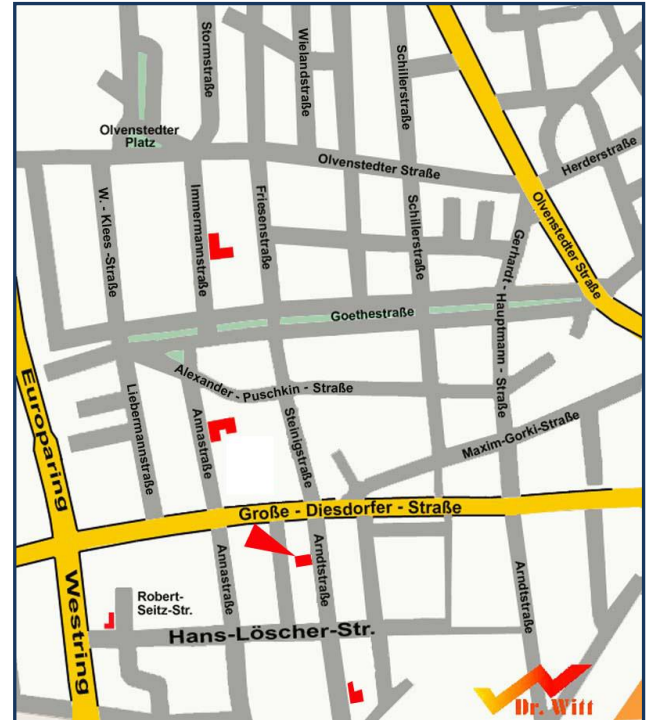 Stormstraße
Wielandstraße
Schillerstraße
Olvenstedter
Platz
Olvenstedter Straße
Herderstraße
W. - Klees -Straße
Immermannstraße
Friesenstraße
Schillerstraße
Gerhardt - Hauptmann - Straße
Olvenstedter Straße
Goethestraße
Alexander - Puschkin - Straße
Europaring
Liebermannstraße
Annastraße
Steinigstraße
Maxim-Gorki-Straße
Große - Diesdorfer - Straße
Annastraße
Arndtstraße
Arndtstraße
Westring
Robert-
Seitz-Str.
Hans-Löscher-Str.
Dr. Witt